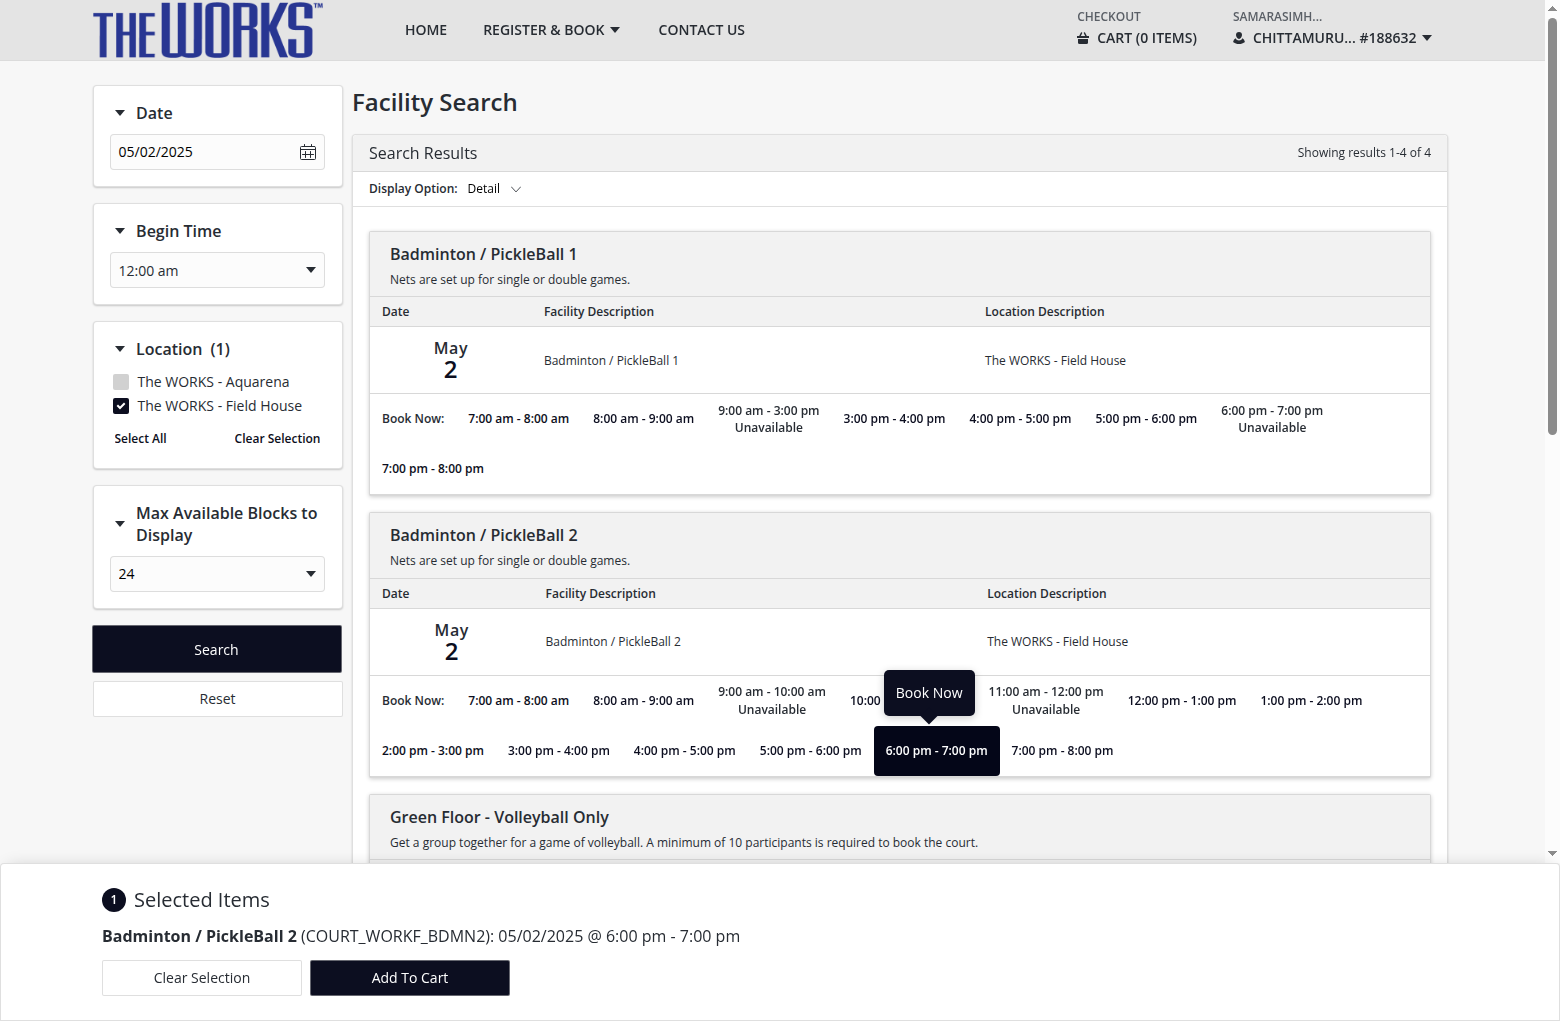 THE WORKS™
HOME
REGISTER & BOOK
CONTACT US
CHECKOUT
CART (0 ITEMS)
SAMARASIMH...
CHITTAMURU... #188632
Date
05/02/2025
Begin Time
12:00 am
Location (1)
The WORKS - Aquarena
The WORKS - Field House
Select All
Clear Selection
Max Available Blocks to
Display
24
Search
Reset
Facility Search
Search Results
Showing results 1-4 of 4
Display Option: Detail
Badminton / PickleBall 1
Nets are set up for single or double games.
Date
Facility Description
Location Description
May
2
Badminton / PickleBall 1
The WORKS - Field House
Book Now:
7:00 am - 8:00 am
8:00 am - 9:00 am
9:00 am - 3:00 pm
Unavailable
3:00 pm - 4:00 pm
4:00 pm - 5:00 pm
5:00 pm - 6:00 pm
6:00 pm - 7:00 pm
Unavailable
7:00 pm - 8:00 pm
Badminton / PickleBall 2
Nets are set up for single or double games.
Date
Facility Description
Location Description
May
2
Badminton / PickleBall 2
The WORKS - Field House
Book Now:
7:00 am - 8:00 am
8:00 am - 9:00 am
9:00 am - 10:00 am
Unavailable
10:00
Book Now
11:00 am - 12:00 pm
Unavailable
12:00 pm - 1:00 pm
1:00 pm - 2:00 pm
2:00 pm - 3:00 pm
3:00 pm - 4:00 pm
4:00 pm - 5:00 pm
5:00 pm - 6:00 pm
6:00 pm - 7:00 pm
7:00 pm - 8:00 pm
Green Floor - Volleyball Only
Get a group together for a game of volleyball. A minimum of 10 participants is required to book the court.
1 Selected Items
Badminton / PickleBall 2 (COURT_WORKF_BDMN2): 05/02/2025 @ 6:00 pm - 7:00 pm
Clear Selection
Add To Cart